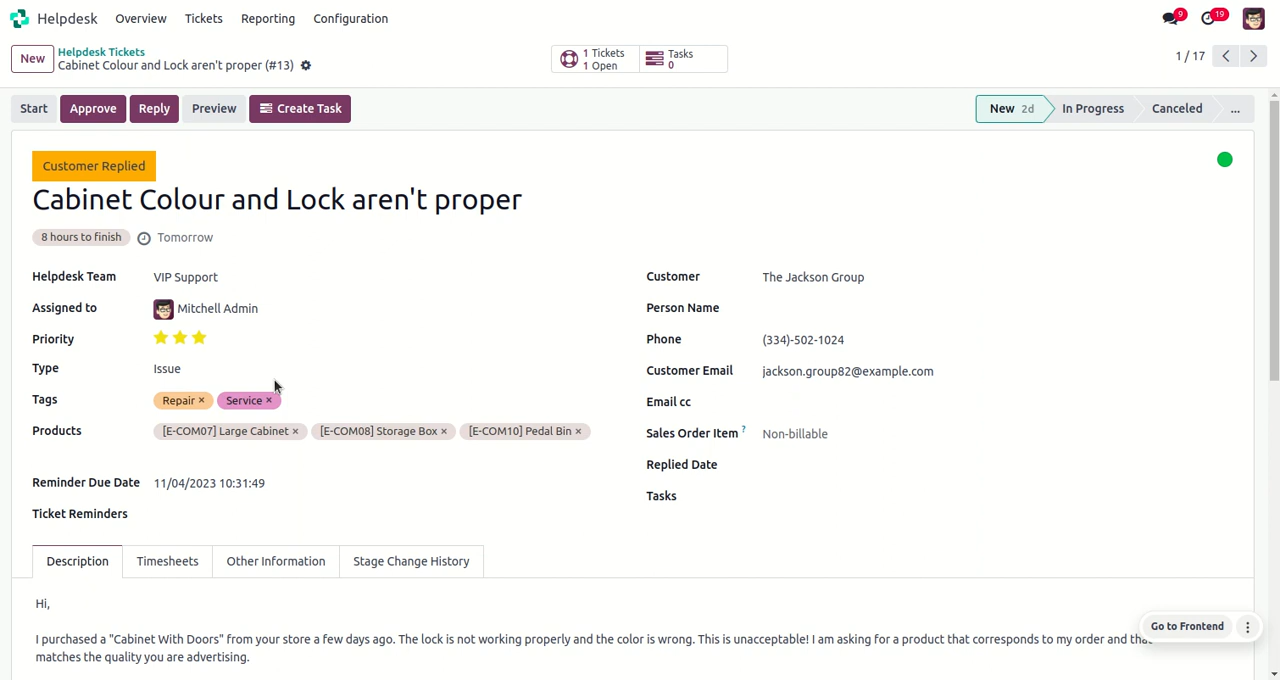 Helpdesk Overview Tickets Reporting Configuration 9 19
New Helpdesk Tickets
Cabinet Colour and Lock aren't proper (#13)
1 Tickets
1 Open
Tasks
0
1 / 17
Start Approve Reply Preview Create Task New 2d In Progress Canceled ...
Customer Replied
Cabinet Colour and Lock aren't proper
8 hours to finish Tomorrow
Helpdesk Team VIP Support
Assigned to Mitchell Admin
Priority
Type Issue
Tags Repair × Service ×
Products [E-COM07] Large Cabinet × [E-COM08] Storage Box × [E-COM10] Pedal Bin ×
Reminder Due Date 11/04/2023 10:31:49
Ticket Reminders
Customer The Jackson Group
Person Name
Phone (334)-502-1024
Customer Email jackson.group82@example.com
Email cc
Sales Order Item ? Non-billable
Replied Date
Tasks
Description Timesheets Other Information Stage Change History
Hi,
I purchased a "Cabinet With Doors" from your store a few days ago. The lock is not working properly and the color is wrong. This is unacceptable! I am asking for a product that corresponds to my order and
matches the quality you are advertising.
Go to Frontend